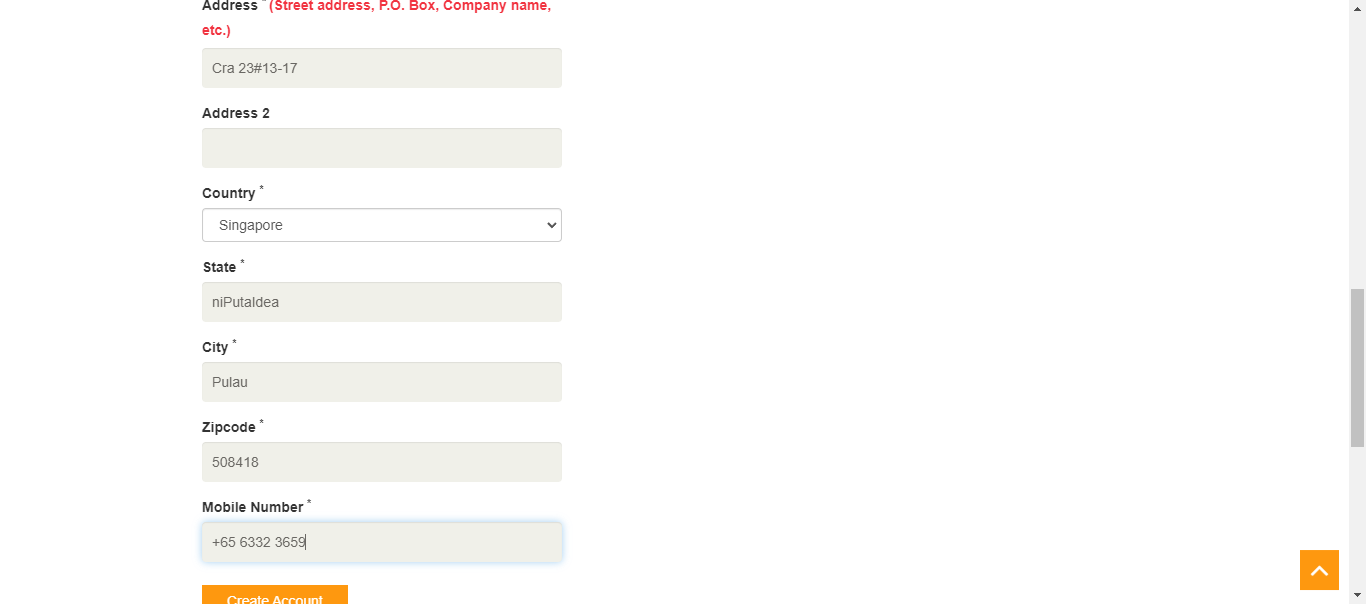 Address * (Street address, P.O. Box, Company name,
etc.)
Cra 23#13-17
Address 2
Country *
Singapore
State *
niPutaIdea
City *
Pulau
Zipcode *
508418
Mobile Number *
+65 6332 3659
Create Account